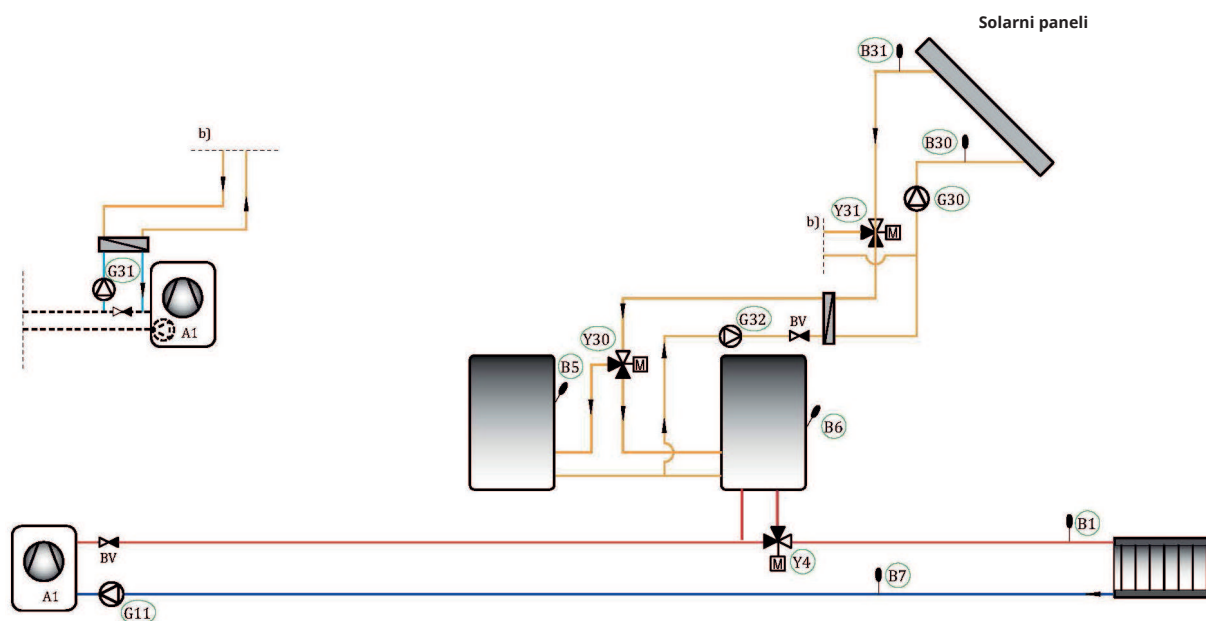 Solarni paneli
B31
b)
B30
G30
Y31
b)
M
G31
A1
G32
BV
Y30
M
B5
B6
B1
BV
M
Y4
B7
A1
G11